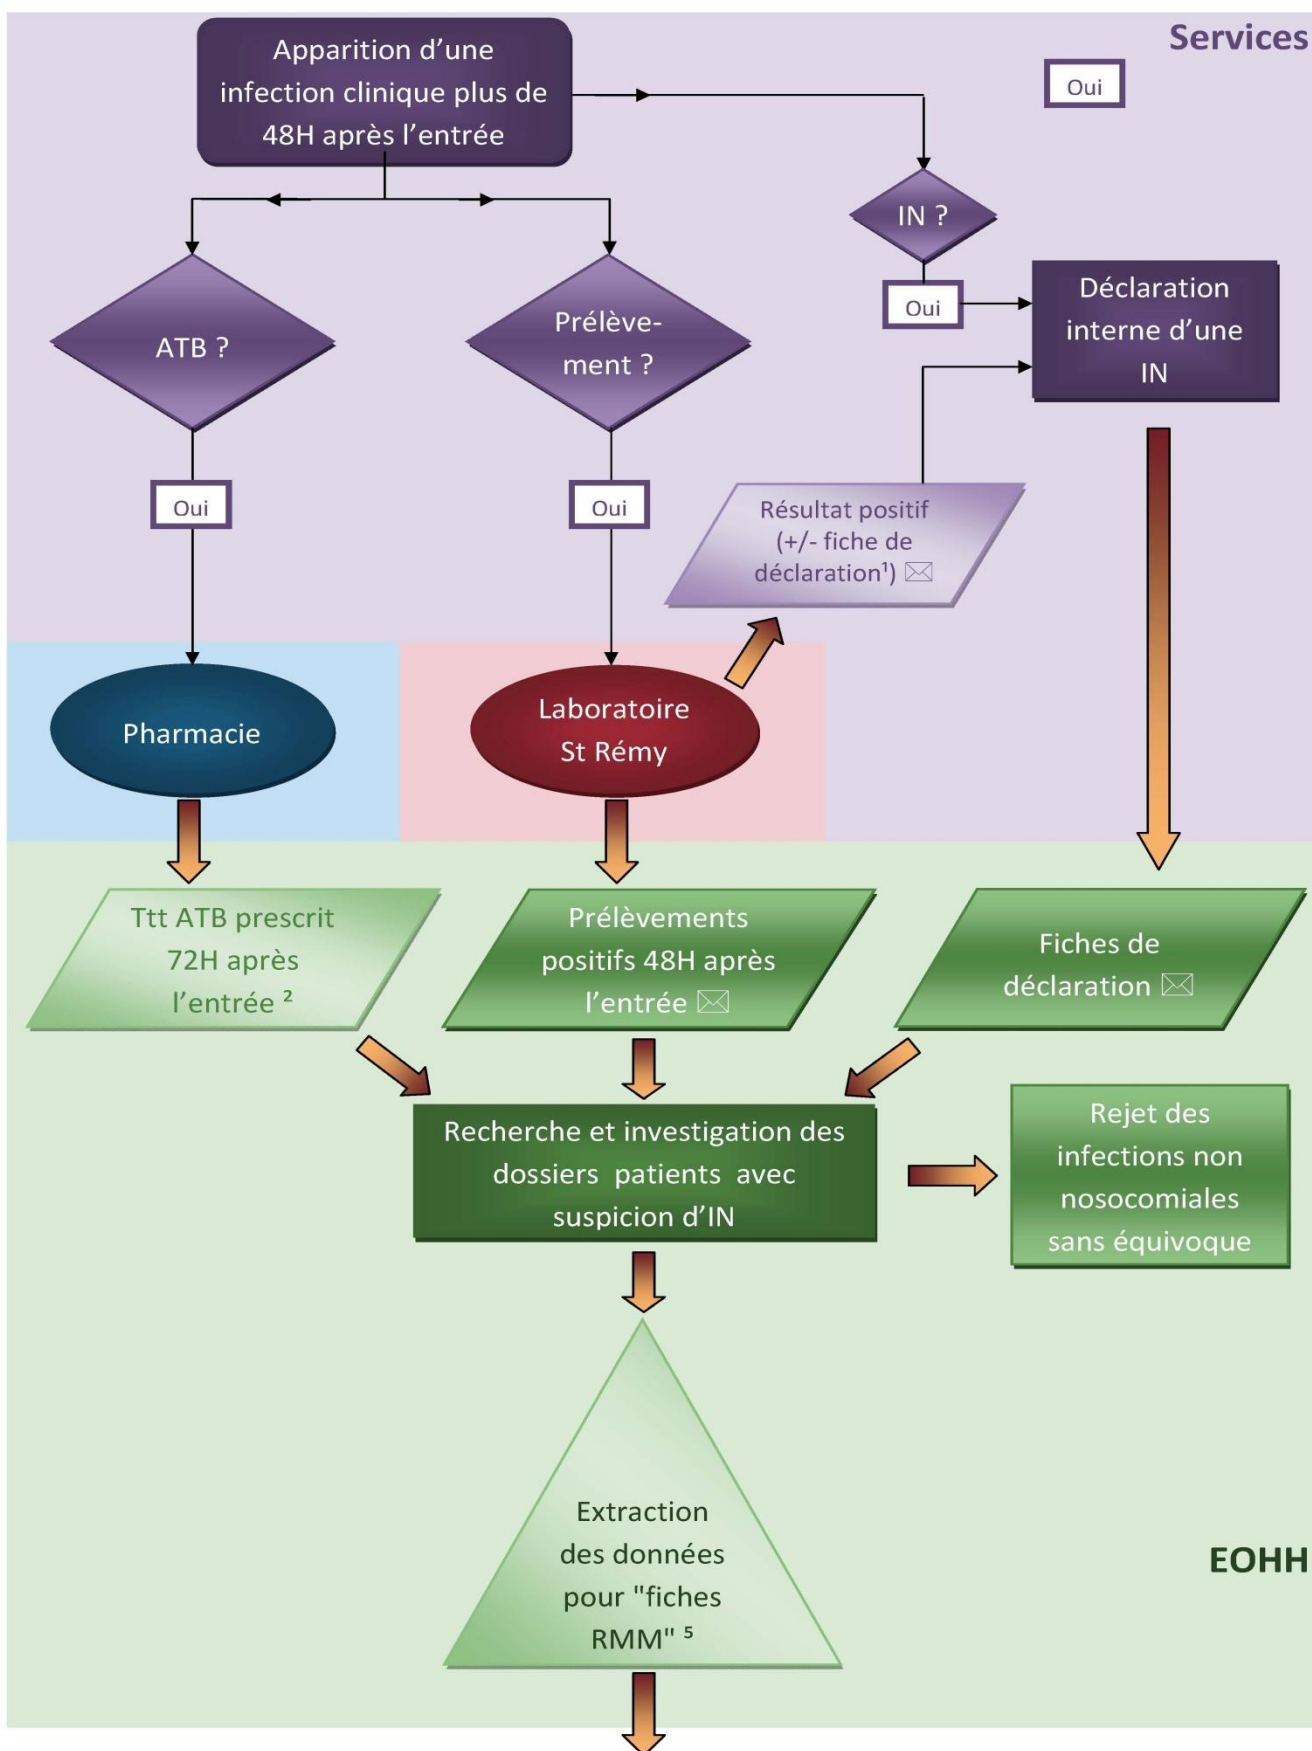 Services
Apparition d’une
infection clinique plus de
48H après l’entrée
Oui
IN ?
Oui
Déclaration
interne d’une
IN
ATB ?
Prélève-
ment ?
Oui
Oui
Résultat positif
(+/- fiche de
déclaration¹) ✉
Pharmacie
Laboratoire
St Rémy
Ttt ATB prescrit
72H après
l’entrée ²
Prélèvements
positifs 48H après
l’entrée ✉
Fiches de
déclaration ✉
Recherche et investigation des
dossiers patients avec
suspicion d’IN
Rejet des
infections non
nosocomiales
sans équivoque
Extraction
des données
pour "fiches
RMM" ⁵
EOHH